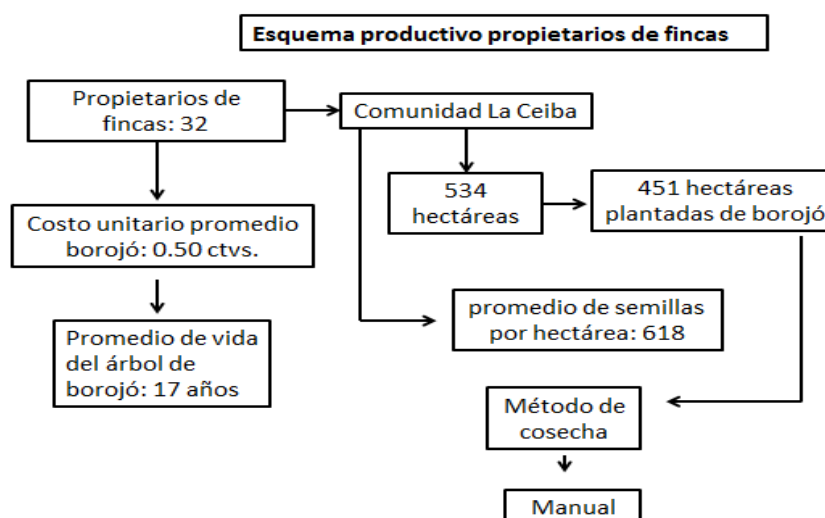 Esquema productivo propietarios de fincas
Propietarios de
fincas: 32
Comunidad La Ceiba
534
hectáreas
451 hectáreas
plantadas de borojó
Costo unitario promedio
borojó: 0.50 ctvs.
promedio de semillas
por hectárea: 618
Promedio de vida
del árbol de
borojó: 17 años
Método de
cosecha
Manual